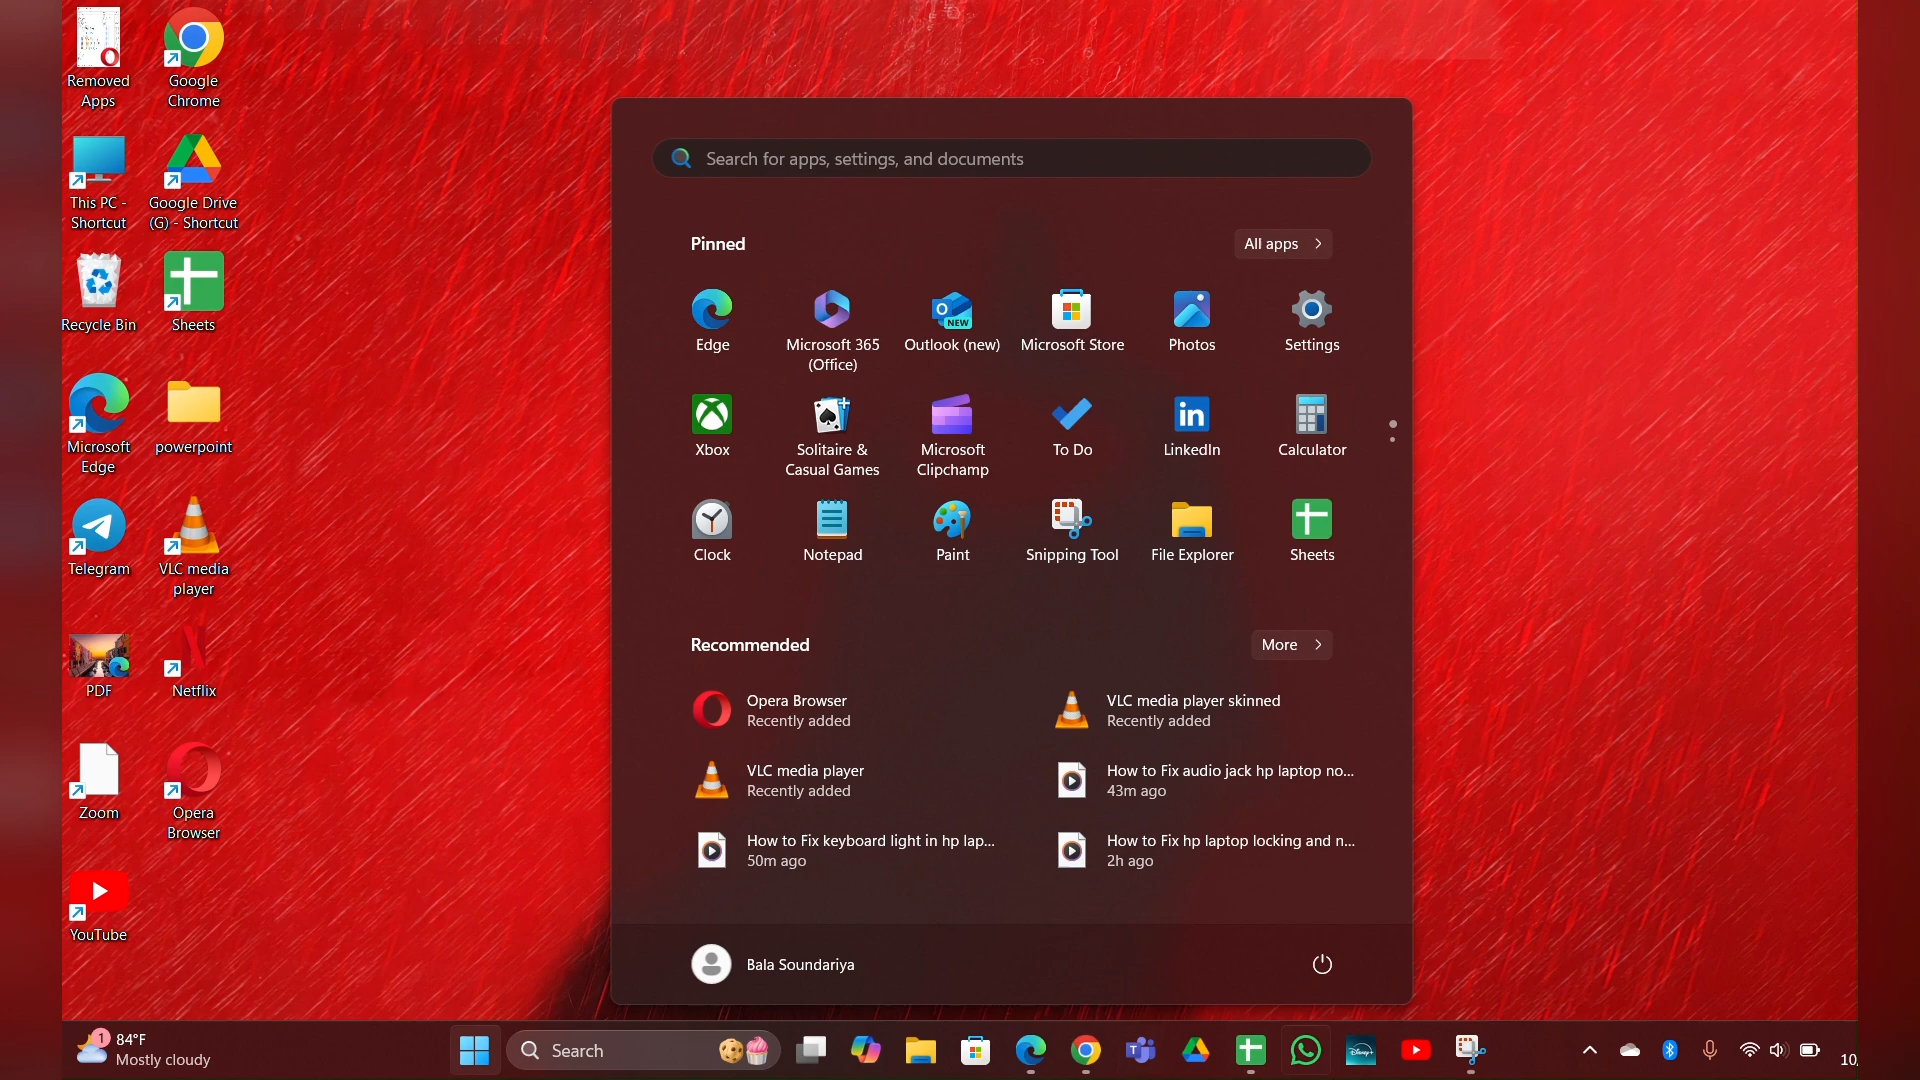 Removed
Apps
Google
Chrome
This PC -
Shortcut
Google Drive
(G) - Shortcut
Recycle Bin
Sheets
Microsoft
Edge
powerpoint
Telegram
VLC media
player
PDF
Netflix
Zoom
Opera
Browser
YouTube
Search for apps, settings, and documents
Pinned
All apps
Edge
Microsoft 365
(Office)
Outlook (new)
Microsoft Store
Photos
Settings
Xbox
Solitaire &
Casual Games
Microsoft
Clipchamp
To Do
LinkedIn
Calculator
Clock
Notepad
Paint
Snipping Tool
File Explorer
Sheets
Recommended
More
Opera Browser
Recently added
VLC media player skinned
Recently added
VLC media player
Recently added
How to Fix audio jack hp laptop no...
43m ago
How to Fix keyboard light in hp lap...
50m ago
How to Fix hp laptop locking and n...
2h ago
Bala Soundariya
1
84°F
Mostly cloudy
Search
Disney+
10